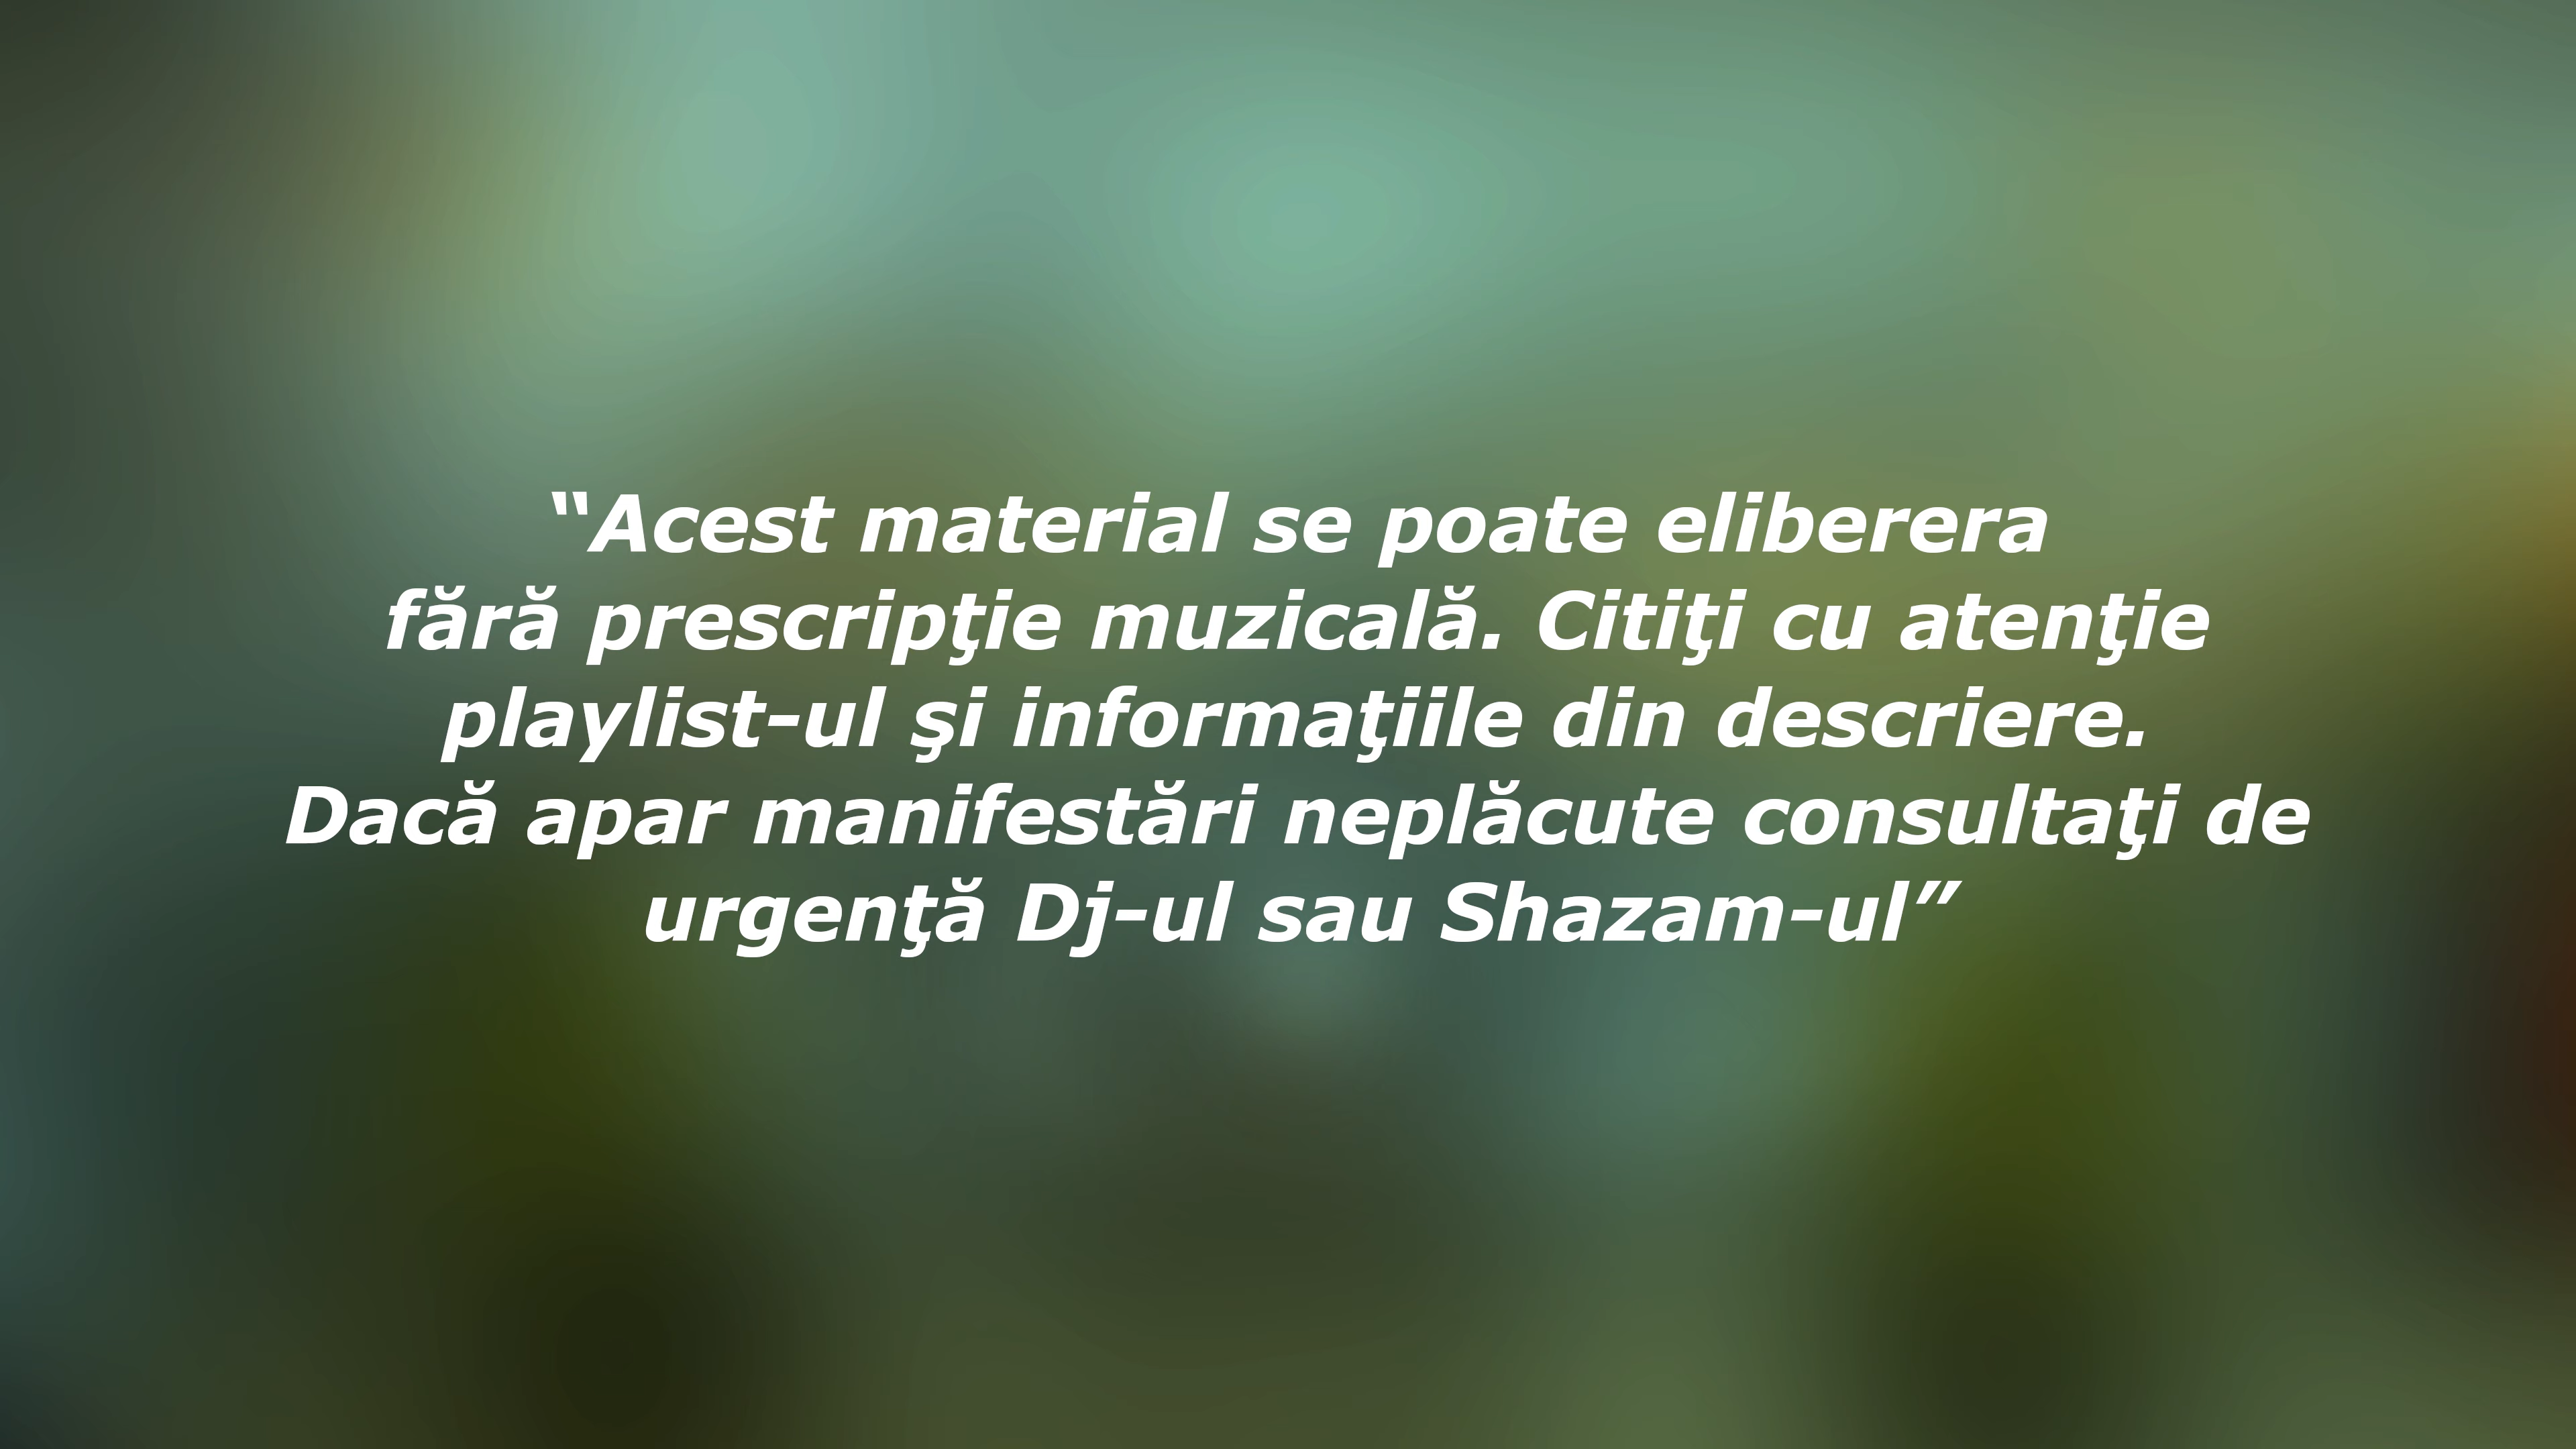 “Acest material se poate eliberera
fără prescripţie muzicală. Citiţi cu atenţie
playlist-ul şi informaţiile din descriere.
Dacă apar manifestări neplăcute consultaţi de
urgenţă Dj-ul sau Shazam-ul”